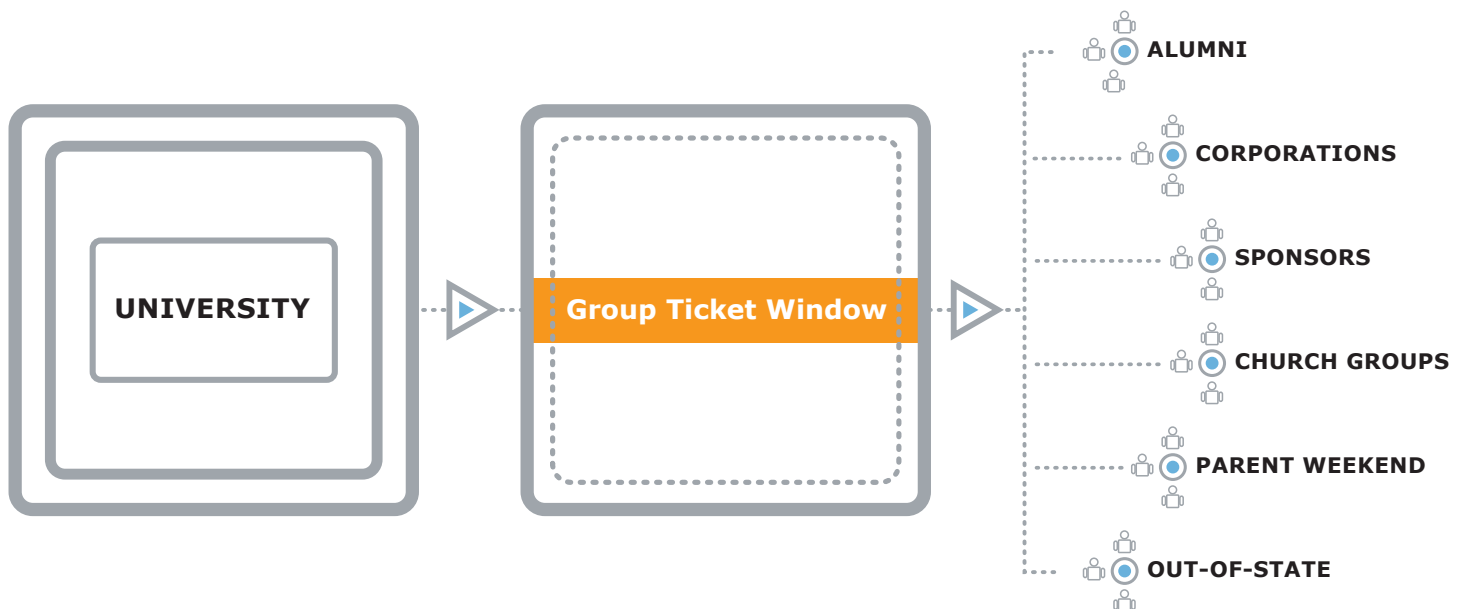 UNIVERSITY
Group Ticket Window
ALUMNI
CORPORATIONS
SPONSORS
CHURCH GROUPS
PARENT WEEKEND
OUT-OF-STATE